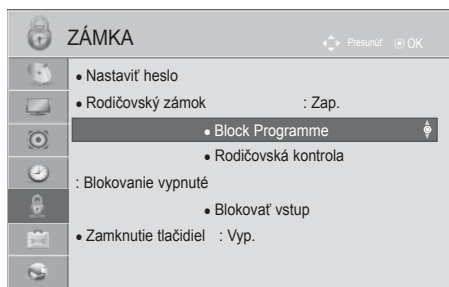 ZÁMKA
Presunúť OK
• Nastaviť heslo
• Rodičovský zámok : Zap.
• Block Programme
• Rodičovská kontrola
: Blokovanie vypnuté
• Blokovať vstup
• Zamknutie tlačidiel : Vyp.